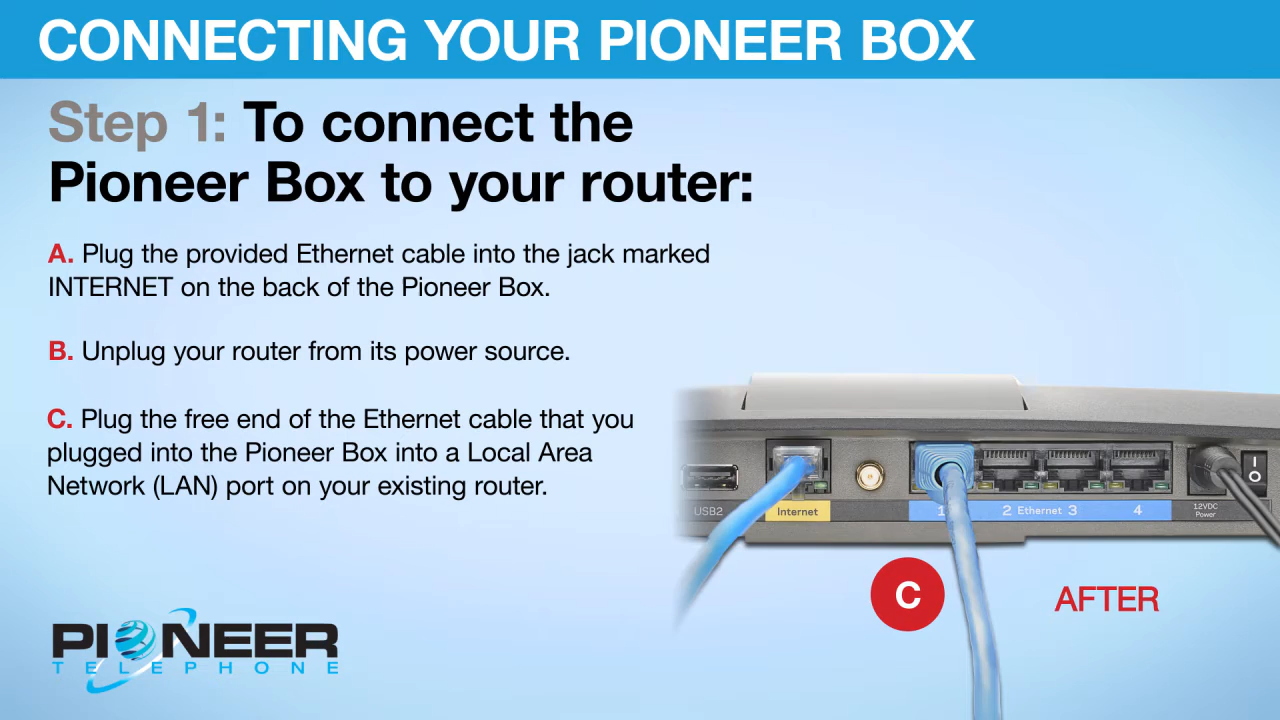 CONNECTING YOUR PIONEER BOX
Step 1: To connect the
Pioneer Box to your router:
A. Plug the provided Ethernet cable into the jack marked
INTERNET on the back of the Pioneer Box.
B. Unplug your router from its power source.
C. Plug the free end of the Ethernet cable that you
plugged into the Pioneer Box into a Local Area
Network (LAN) port on your existing router.
USB2
Internet
1 2 Ethernet 3 4
12VDC
Power
I
O
C
AFTER
PIONEER
TELEPHONE